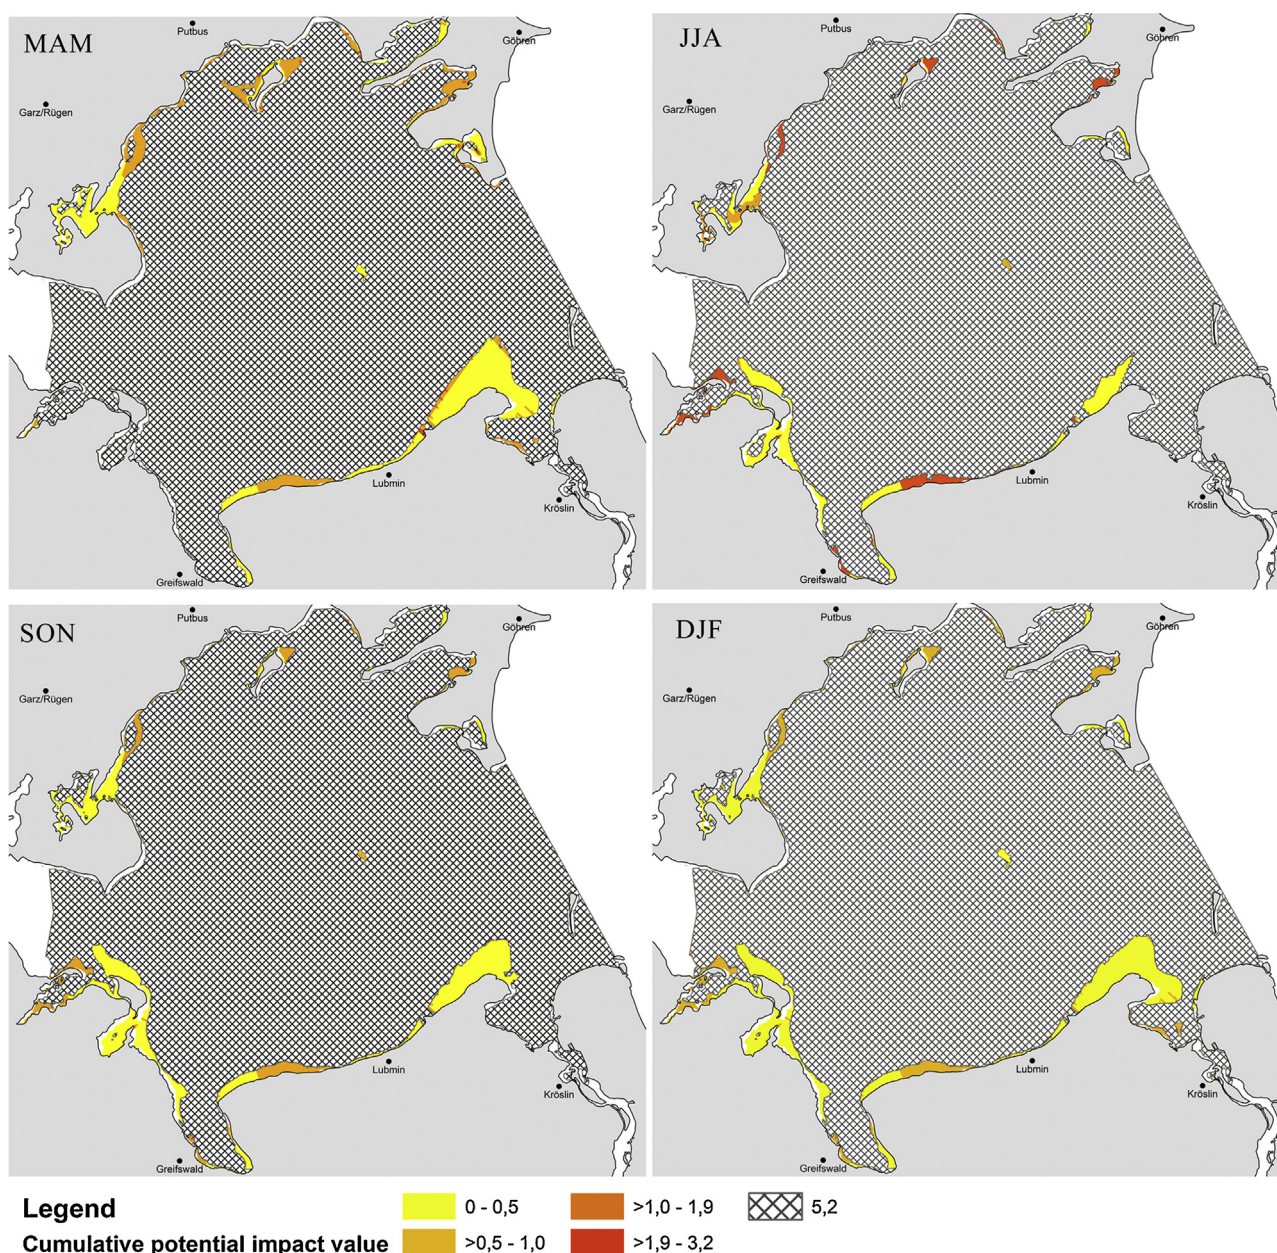 MAM
Putbus
Göhren
Garz/Rügen
Lubmin
Kröslin
Greifswald
JJA
Putbus
Göhren
Garz/Rügen
Lubmin
Kröslin
Greifswald
SON
Putbus
Göhren
Garz/Rügen
Lubmin
Kröslin
Greifswald
DJF
Putbus
Göhren
Garz/Rügen
Lubmin
Kröslin
Greifswald
Legend
Cumulative potential impact value
0 - 0,5
>0,5 - 1,0
>1,0 - 1,9
>1,9 - 3,2
5,2